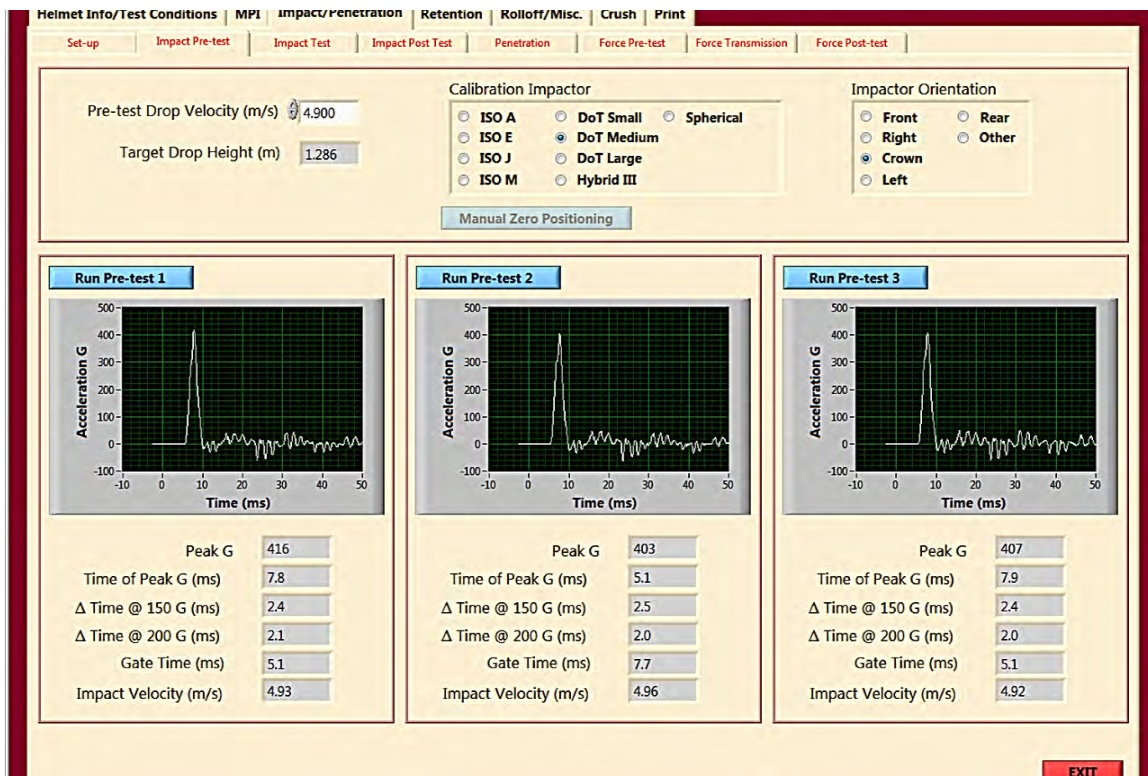 Helmet Info/Test Conditions MPI Impact/Penetration Retention Rolloff/Misc. Crush Print
Set-up Impact Pre-test Impact Test Impact Post Test Penetration Force Pre-test Force Transmission Force Post-test
Pre-test Drop Velocity (m/s) 4.900
Target Drop Height (m) 1.286
Calibration Impactor
ISO A DoT Small Spherical
ISO E DoT Medium
ISO J DoT Large
ISO M Hybrid III
Manual Zero Positioning
Impactor Orientation
Front Rear
Right Other
Crown
Left
Run Pre-test 1
Acceleration G
500
400
300
200
100
0
-100
-10 0 10 20 30 40 50
Time (ms)
Peak G 416
Time of Peak G (ms) 7.8
Δ Time @ 150 G (ms) 2.4
Δ Time @ 200 G (ms) 2.1
Gate Time (ms) 5.1
Impact Velocity (m/s) 4.93
Run Pre-test 2
Acceleration G
500
400
300
200
100
0
-100
-10 0 10 20 30 40 50
Time (ms)
Peak G 403
Time of Peak G (ms) 5.1
Δ Time @ 150 G (ms) 2.5
Δ Time @ 200 G (ms) 2.0
Gate Time (ms) 7.7
Impact Velocity (m/s) 4.96
Run Pre-test 3
Acceleration G
500
400
300
200
100
0
-100
-10 0 10 20 30 40 50
Time (ms)
Peak G 407
Time of Peak G (ms) 7.9
Δ Time @ 150 G (ms) 2.4
Δ Time @ 200 G (ms) 2.0
Gate Time (ms) 5.1
Impact Velocity (m/s) 4.92
EXIT